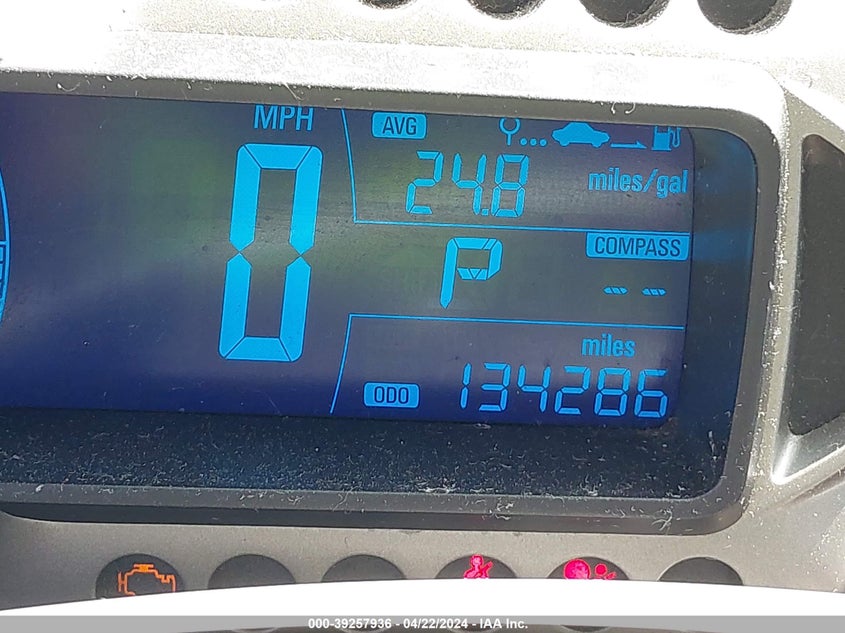 MPH
0
AVG
24.8
miles/gal
P
COMPASS
--
miles
ODO
134286
000-39257936 - 04/22/2024 - IAA Inc.